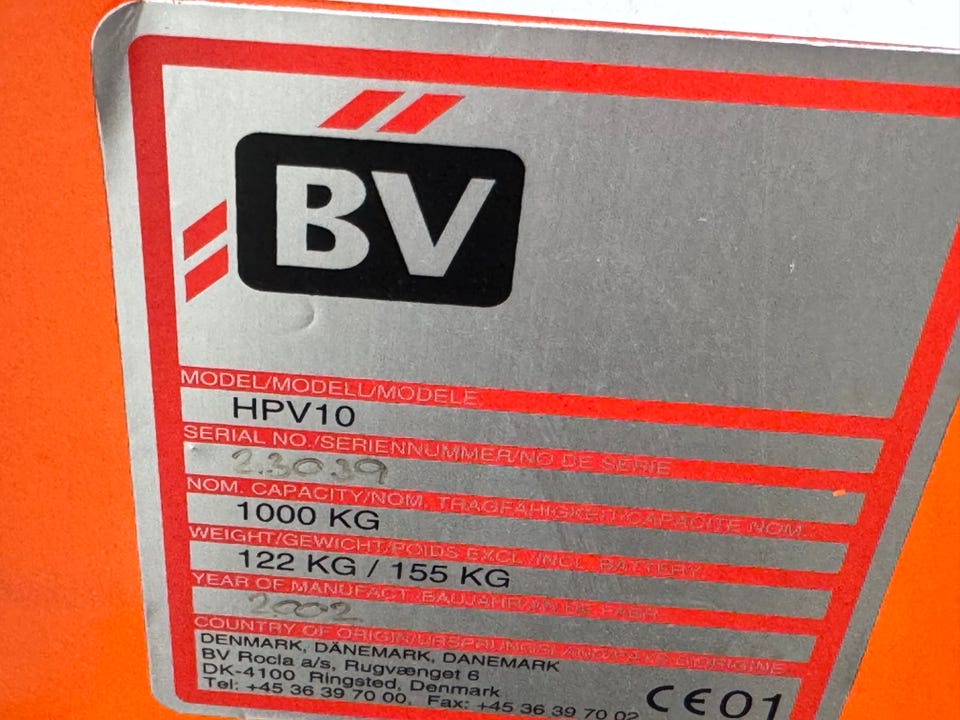 BV
MODEL/MODELL/MODELE
HPV10
SERIAL NO./SERIENNUMMER/NO DE SERIE
23039
NOM. CAPACITY/NOM. TRAGFÄHIGKEIT/CAPACITE NOM.
1000 KG
WEIGHT/GEWICHT/POIDS EXCL./INCL. BATTERY.
122 KG / 155 KG
YEAR OF MANUFACT./BAUJAHR/AN DE FABR.
2002
COUNTRY OF ORIGIN/URSPRUNGSLAND/PAYS D'ORIGINE
DENMARK, DÄNEMARK, DANEMARK
BV Rocla a/s, Rugvænget 6
DK-4100 Ringsted, Denmark
Tel: +45 36 39 70 00, Fax: +45 36 39 70 02
CE01